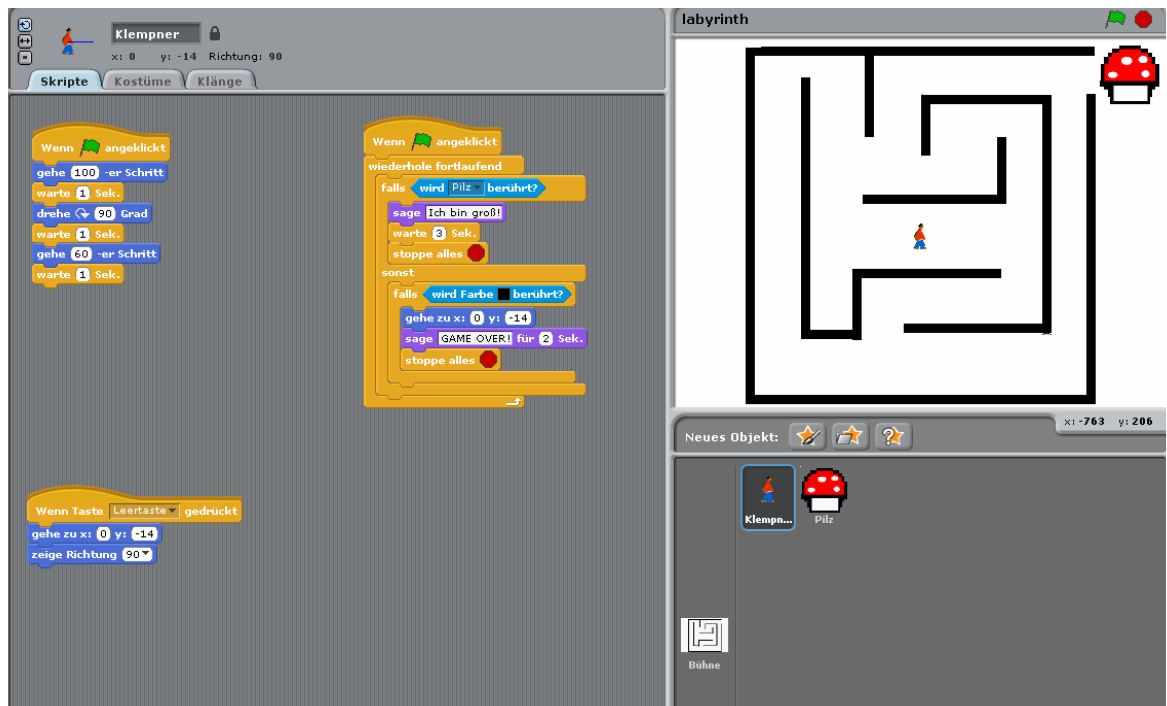 Klempner
x: 0 y: -14 Richtung: 90
Skripte Kostüme Klänge
Wenn angeklickt
gehe 100 -er Schritt
warte 1 Sek.
drehe 90 Grad
warte 1 Sek.
gehe 60 -er Schritt
warte 1 Sek.
Wenn angeklickt
wiederhole fortlaufend
falls wird Pilz berührt?
sage Ich bin groß!
warte 3 Sek.
stoppe alles
sonst
falls wird Farbe berührt?
gehe zu x: 0 y: -14
sage GAME OVER! für 2 Sek.
stoppe alles
Wenn Taste Leertaste gedrückt
gehe zu x: 0 y: -14
zeige Richtung 90
labyrinth
x: -763 y: 206
Neues Objekt:
Klempn...
Pilz
Bühne